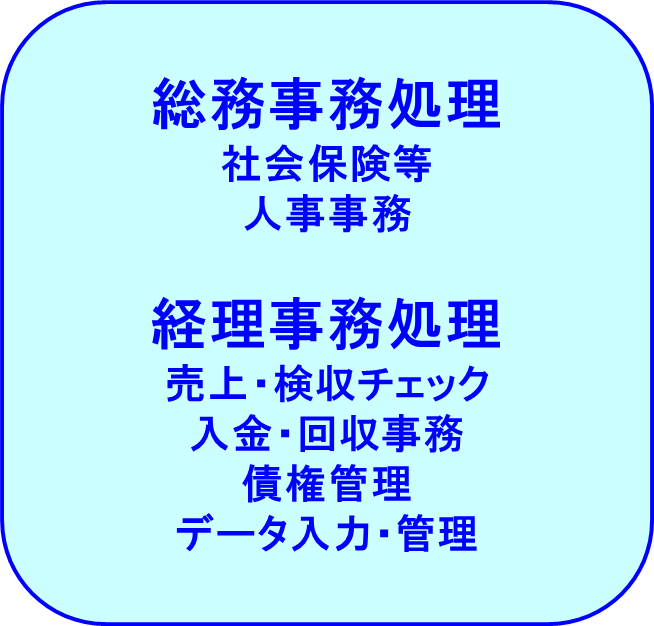 総務事務処理
社会保険等
人事事務
経理事務処理
売上・検収チェック
入金・回収事務
債権管理
データ入力・管理